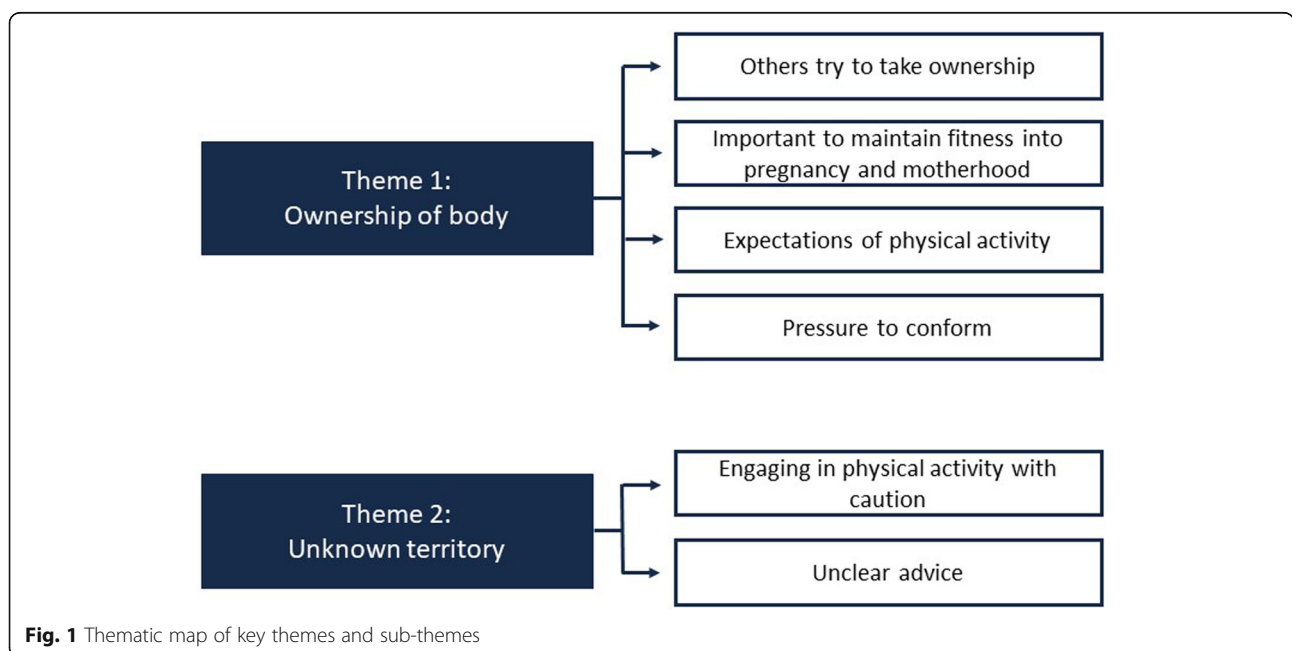 Others try to take ownership
Important to maintain fitness into
pregnancy and motherhood
Theme 1:
Ownership of body
Expectations of physical activity
Pressure to conform
Engaging in physical activity with
caution
Theme 2:
Unknown territory
Unclear advice
Fig. 1 Thematic map of key themes and sub-themes